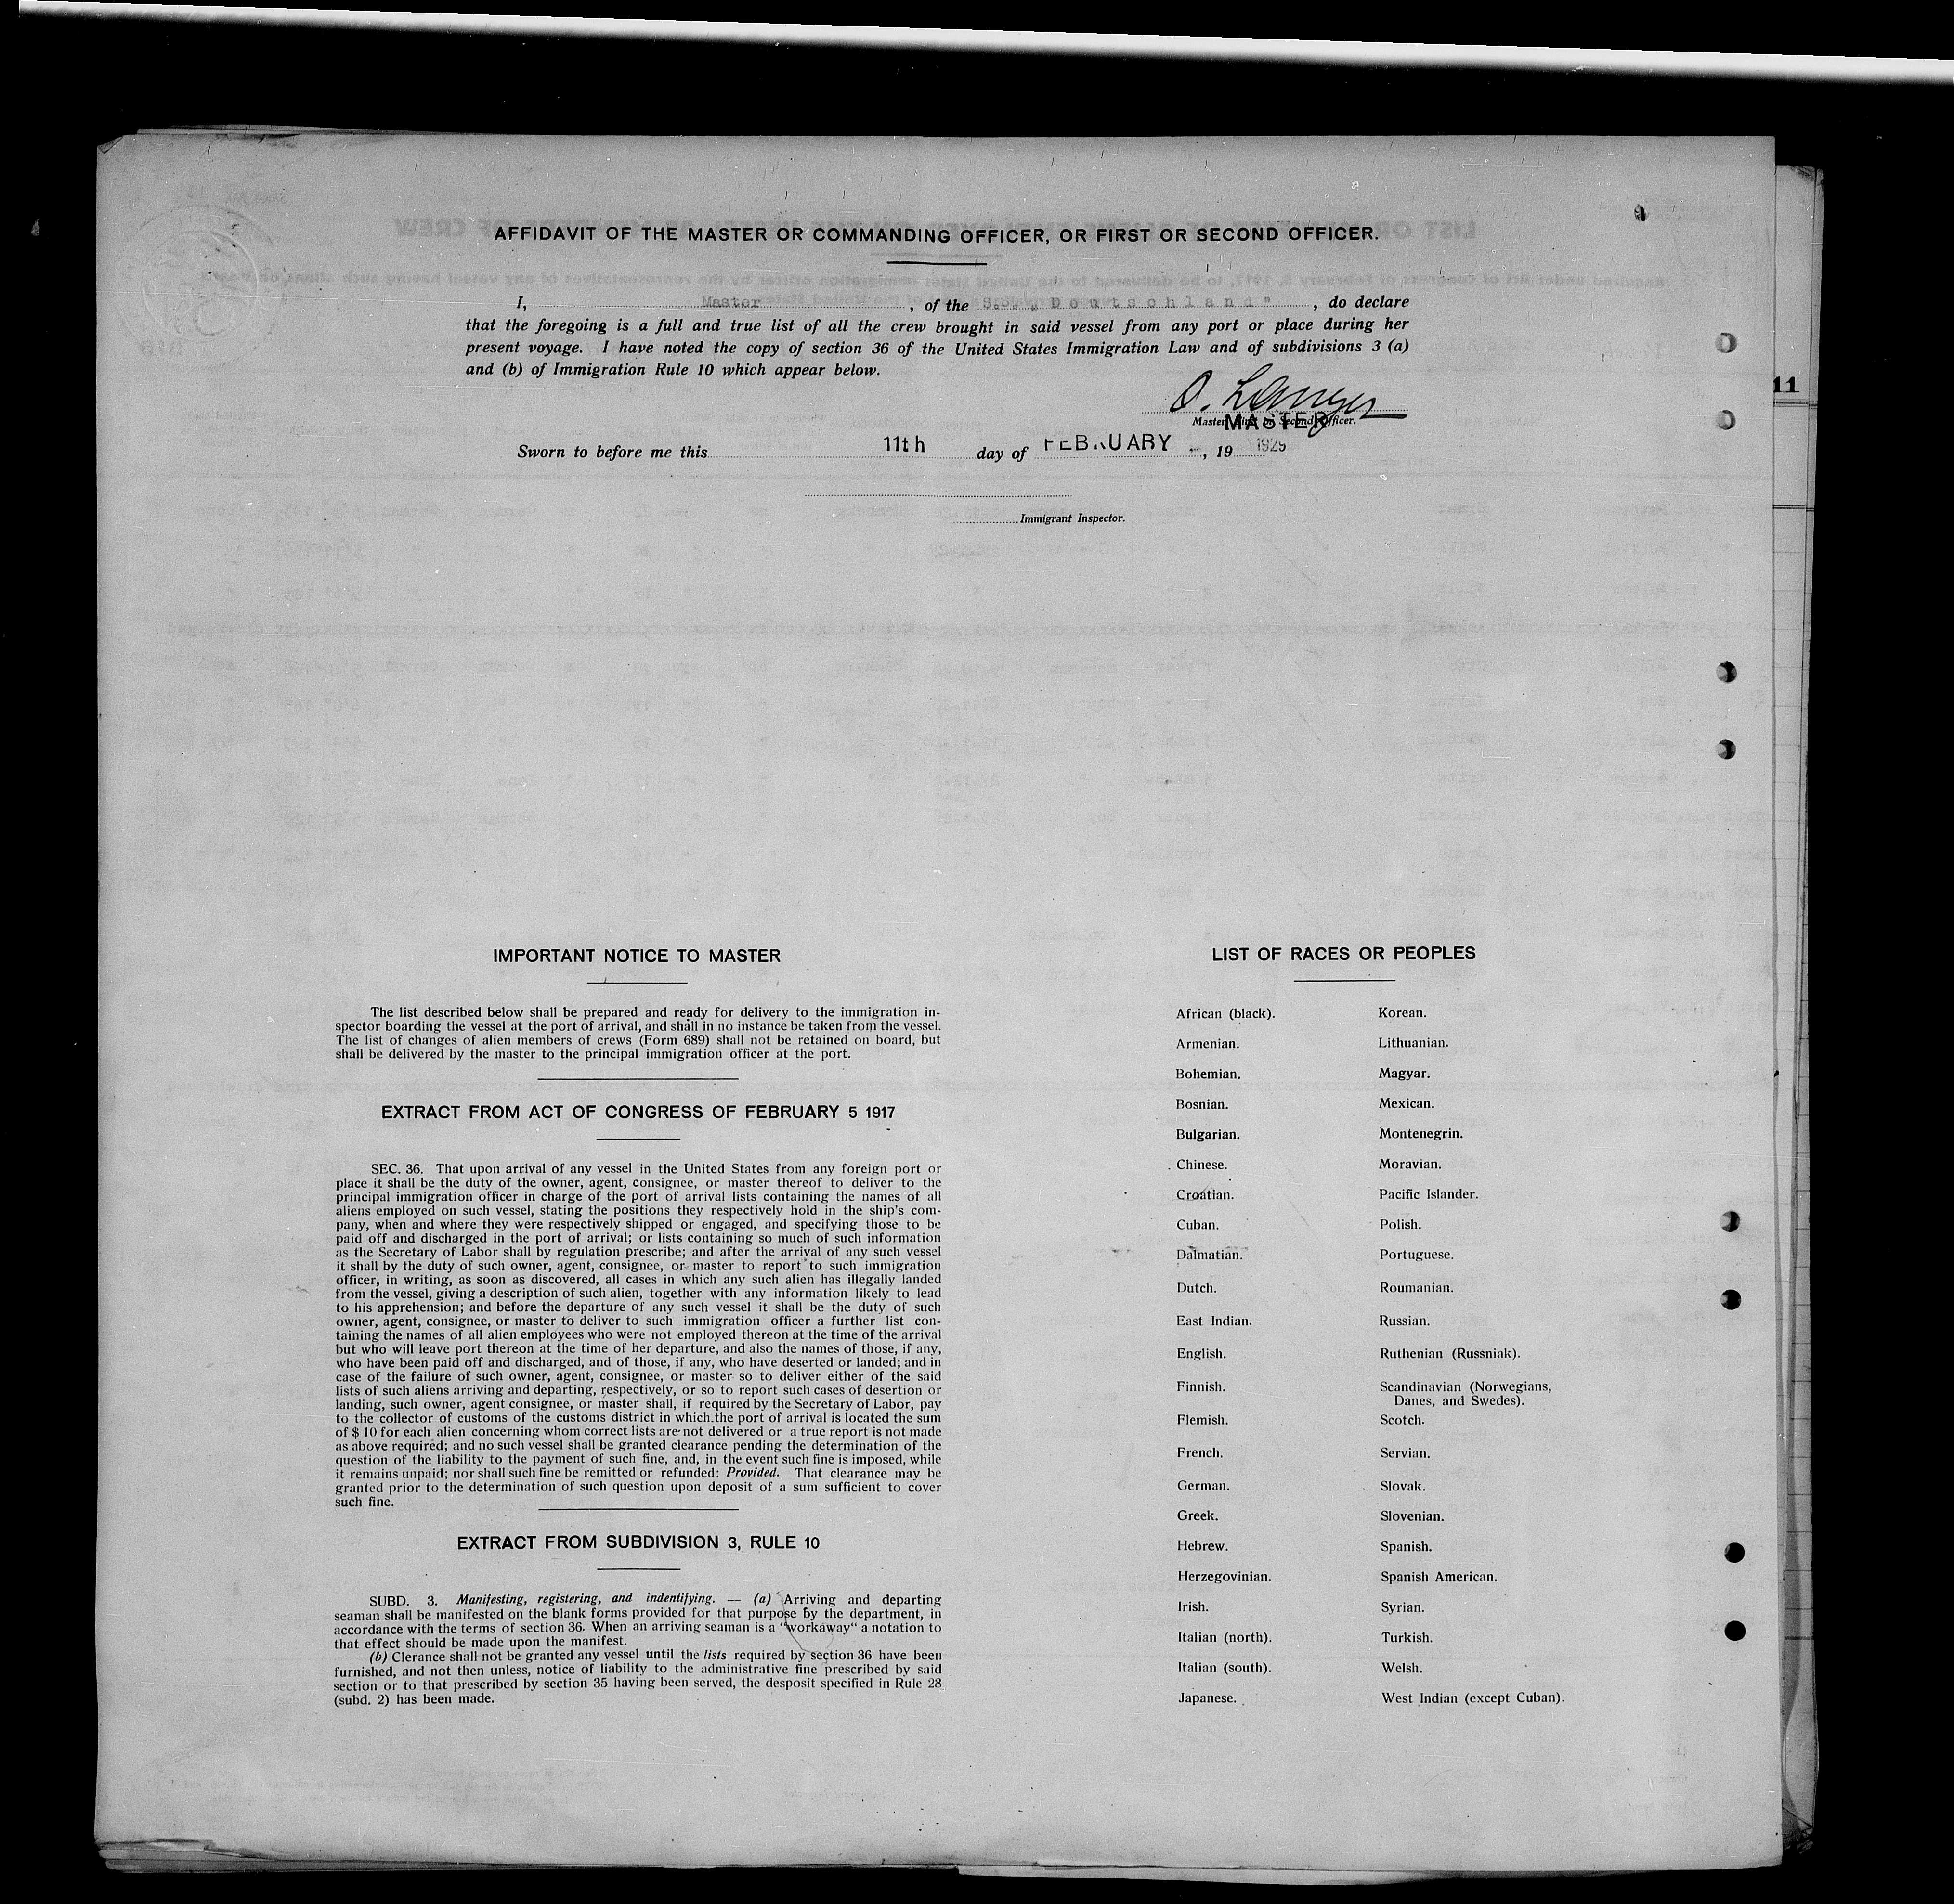 AFFIDAVIT OF THE MASTER OR COMMANDING OFFICER, OR FIRST OR SECOND OFFICER.
I, Master, of the S.S. „Deutschland", do declare
that the foregoing is a full and true list of all the crew brought in said vessel from any port or place during her
present voyage. I have noted the copy of section 36 of the United States Immigration Law and of subdivisions 3 (a)
and (b) of Immigration Rule 10 which appear below.
MASTER
Master, First or Second Officer.
Sworn to before me this 11th day of FEBRUARY, 19 1925
Immigrant Inspector.
11
IMPORTANT NOTICE TO MASTER
The list described below shall be prepared and ready for delivery to the immigration in-
spector boarding the vessel at the port of arrival, and shall in no instance be taken from the vessel.
The list of changes of alien members of crews (Form 689) shall not be retained on board, but
shall be delivered by the master to the principal immigration officer at the port.
EXTRACT FROM ACT OF CONGRESS OF FEBRUARY 5 1917
SEC. 36. That upon arrival of any vessel in the United States from any foreign port or
place it shall be the duty of the owner, agent, consignee, or master thereof to deliver to the
principal immigration officer in charge of the port of arrival lists containing the names of all
aliens employed on such vessel, stating the positions they respectively hold in the ship's com-
pany, when and where they were respectively shipped or engaged, and specifying those to be
paid off and discharged in the port of arrival; or lists containing so much of such information
as the Secretary of Labor shall by regulation prescribe; and after the arrival of any such vessel
it shall by the duty of such owner, agent, consignee, or master to report to such immigration
officer, in writing, as soon as discovered, all cases in which any such alien has illegally landed
from the vessel, giving a description of such alien, together with any information likely to lead
to his apprehension; and before the departure of any such vessel it shall be the duty of such
owner, agent, consignee, or master to deliver to such immigration officer a further list con-
taining the names of all alien employees who were not employed thereon at the time of the arrival
but who will leave port thereon at the time of her departure, and also the names of those, if any,
who have been paid off and discharged, and of those, if any, who have deserted or landed; and in
case of the failure of such owner, agent, consignee, or master so to deliver either of the said
lists of such aliens arriving and departing, respectively, or so to report such cases of desertion or
landing, such owner, agent consignee, or master shall, if required by the Secretary of Labor, pay
to the collector of customs of the customs district in which the port of arrival is located the sum
of $ 10 for each alien concerning whom correct lists are not delivered or a true report is not made
as above required; and no such vessel shall be granted clearance pending the determination of the
question of the liability to the payment of such fine, and, in the event such fine is imposed, while
it remains unpaid; nor shall such fine be remitted or refunded: Provided. That clearance may be
granted prior to the determination of such question upon deposit of a sum sufficient to cover
such fine.
EXTRACT FROM SUBDIVISION 3, RULE 10
SUBD. 3. Manifesting, registering, and indentifying. — (a) Arriving and departing
seaman shall be manifested on the blank forms provided for that purpose by the department, in
accordance with the terms of section 36. When an arriving seaman is a "workaway" a notation to
that effect should be made upon the manifest.
(b) Clerance shall not be granted any vessel until the lists required by section 36 have been
furnished, and not then unless, notice of liability to the administrative fine prescribed by said
section or to that prescribed by section 35 having been served, the desposit specified in Rule 28
(subd. 2) has been made.
LIST OF RACES OR PEOPLES
African (black).
Armenian.
Bohemian.
Bosnian.
Bulgarian.
Chinese.
Croatian.
Cuban.
Dalmatian.
Dutch.
East Indian.
English.
Finnish.
Flemish.
French.
German.
Greek.
Hebrew.
Herzegovinian.
Irish.
Italian (north).
Italian (south).
Japanese.
Korean.
Lithuanian.
Magyar.
Mexican.
Montenegrin.
Moravian.
Pacific Islander.
Polish.
Portuguese.
Roumanian.
Russian.
Ruthenian (Russniak).
Scandinavian (Norwegians,
Danes, and Swedes).
Scotch.
Servian.
Slovak.
Slovenian.
Spanish.
Spanish American.
Syrian.
Turkish.
Welsh.
West Indian (except Cuban).